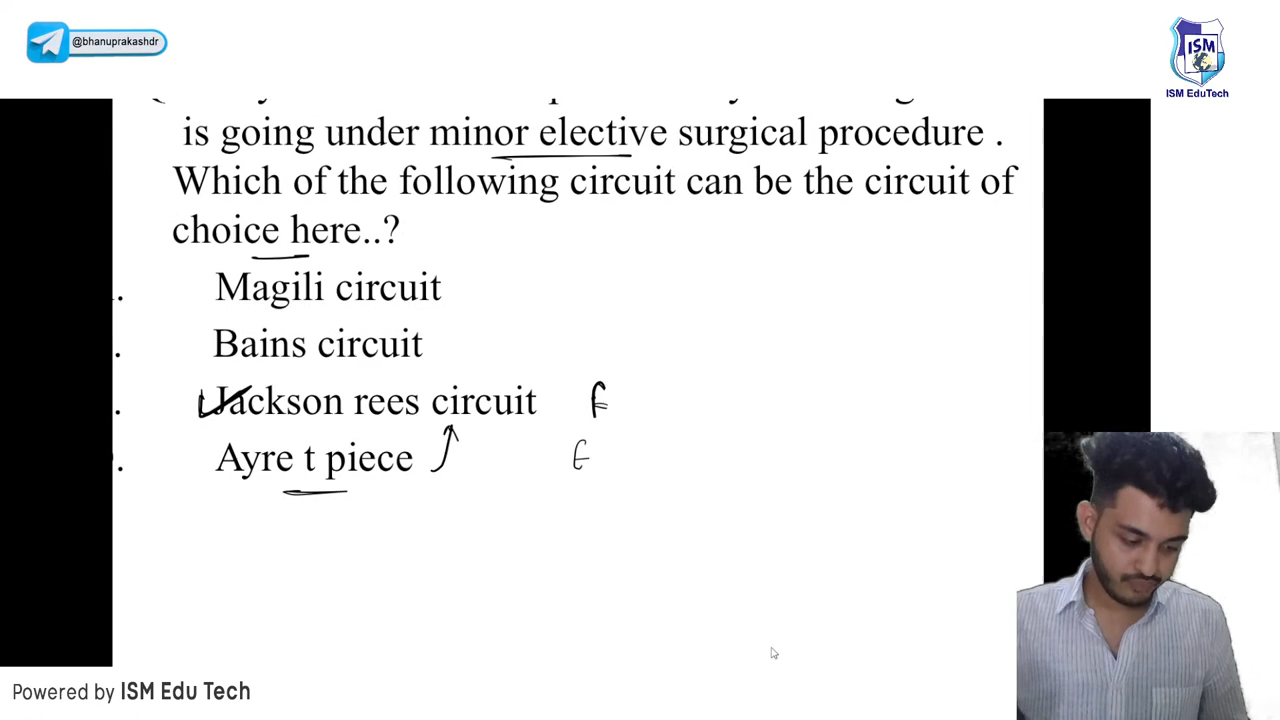 @bhanuprakashdr
ISM
ISM EduTech
is going under minor elective surgical procedure .
Which of the following circuit can be the circuit of
choice here..?
Magili circuit
Bains circuit
Jackson rees circuit F
Ayre t piece E
Powered by ISM Edu Tech